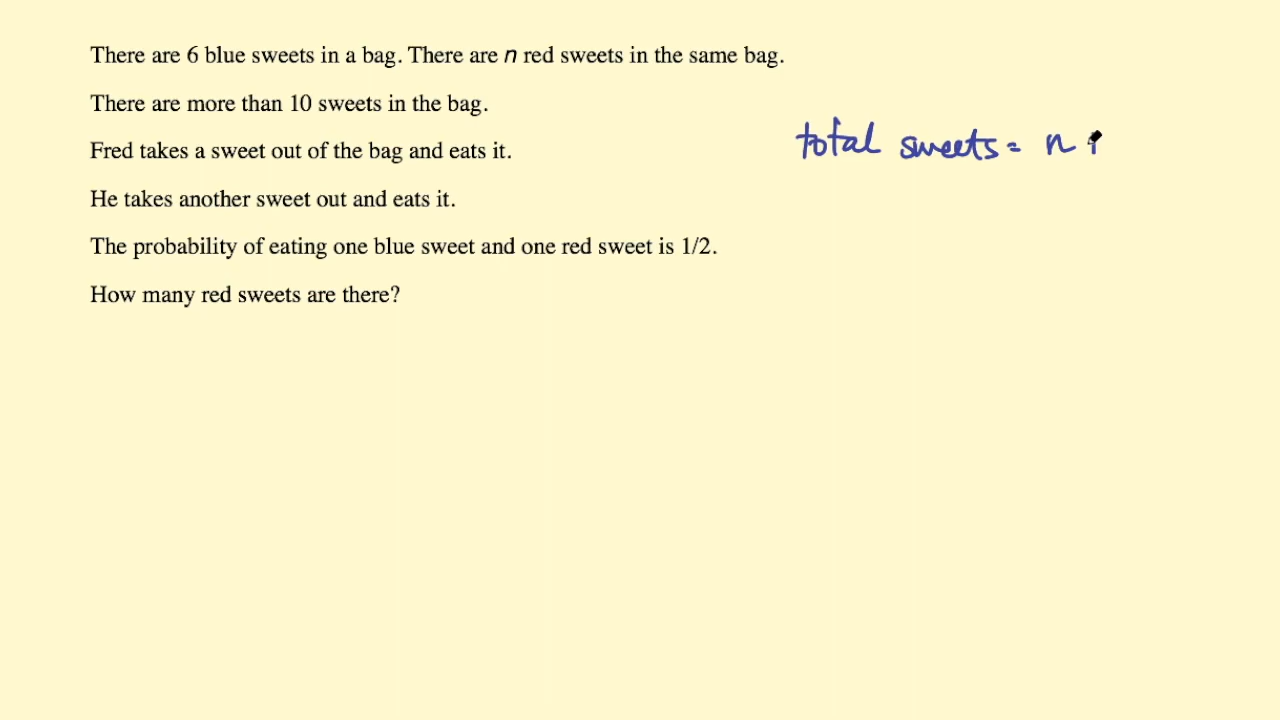 There are 6 blue sweets in a bag. There are n red sweets in the same bag.
There are more than 10 sweets in the bag.
total sweets = n
Fred takes a sweet out of the bag and eats it.
He takes another sweet out and eats it.
The probability of eating one blue sweet and one red sweet is 1/2.
How many red sweets are there?